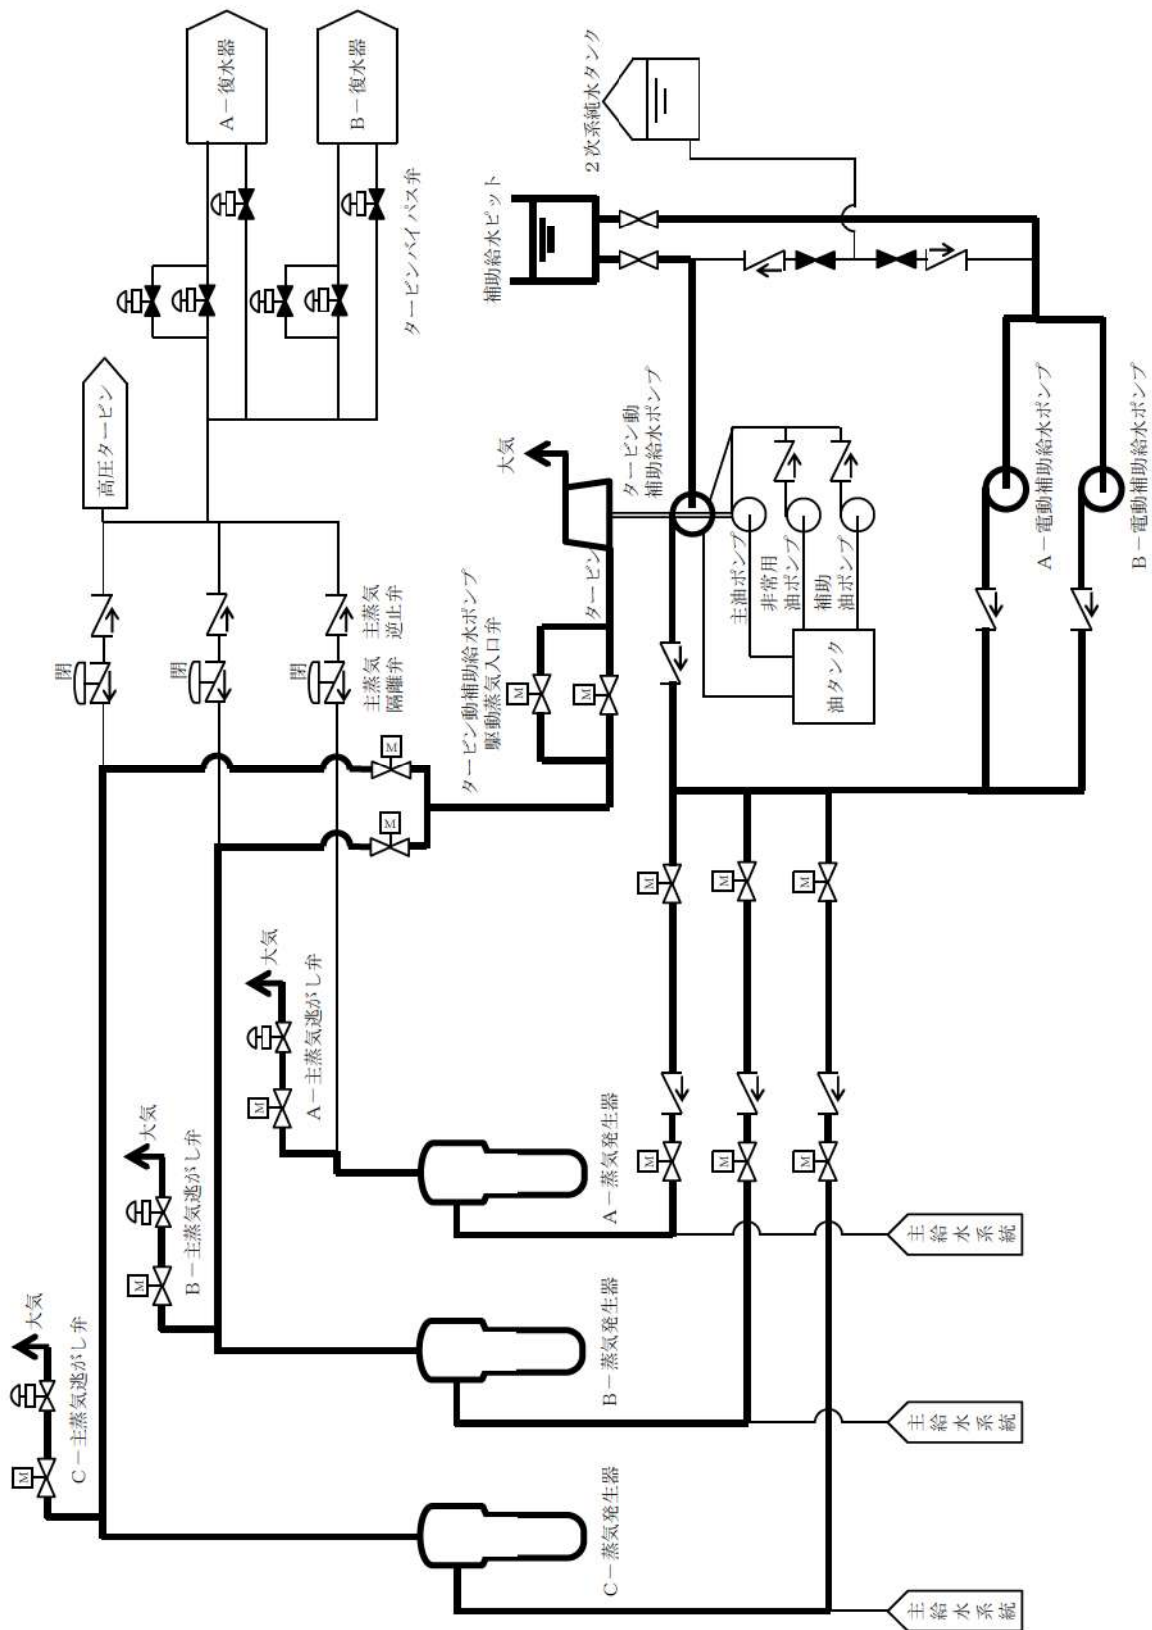 C－主蒸気逃がし弁
大気
M
B－主蒸気逃がし弁
大気
M
A－主蒸気逃がし弁
大気
M
閉
閉
閉
主蒸気
隔離弁
主蒸気
逆止弁
高圧タービン
A－復水器
B－復水器
タービンバイパス弁
M
M
タービン動補助給水ポンプ
駆動蒸気入口弁
M
M
タービン
大気
タービン動
補助給水ポンプ
補助給水ピット
2次系純水タンク
主油ポンプ
非常用
油ポンプ
補助
油ポンプ
油タンク
A－電動補助給水ポンプ
B－電動補助給水ポンプ
C－蒸気発生器
B－蒸気発生器
A－蒸気発生器
M
M
M
M
M
M
主給水系統
主給水系統
主給水系統